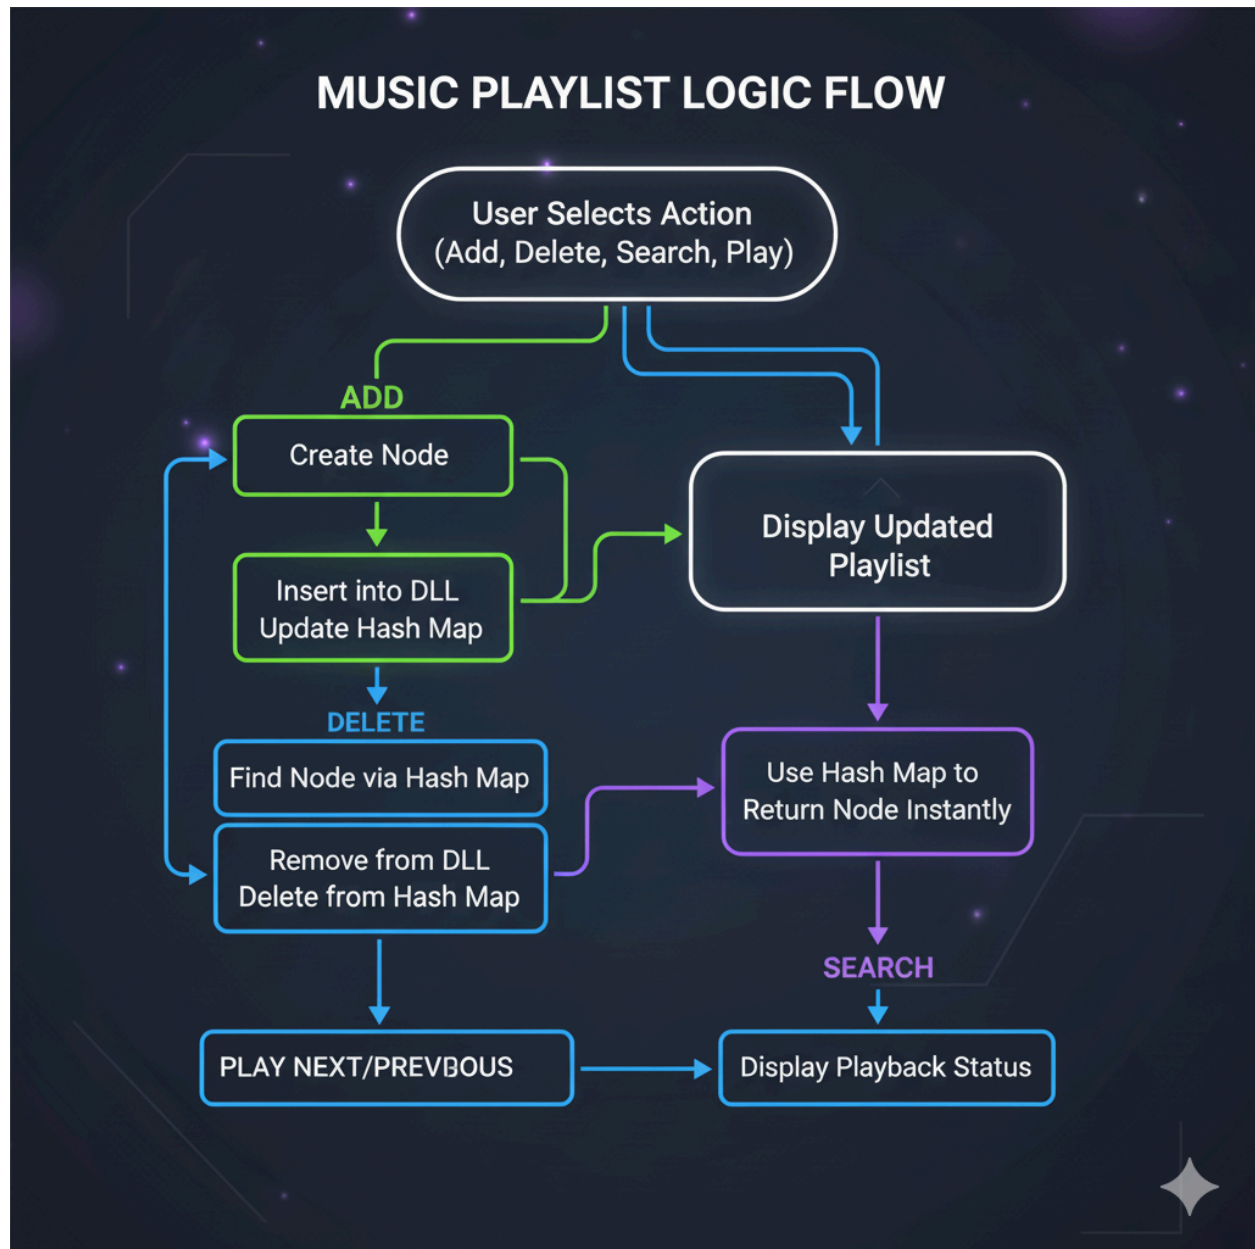 MUSIC PLAYLIST LOGIC FLOW
User Selects Action
(Add, Delete, Search, Play)
ADD
Create Node
Insert into DLL
Update Hash Map
Display Updated
Playlist
DELETE
Find Node via Hash Map
Remove from DLL
Delete from Hash Map
Use Hash Map to
Return Node Instantly
SEARCH
PLAY
Display Playback Status